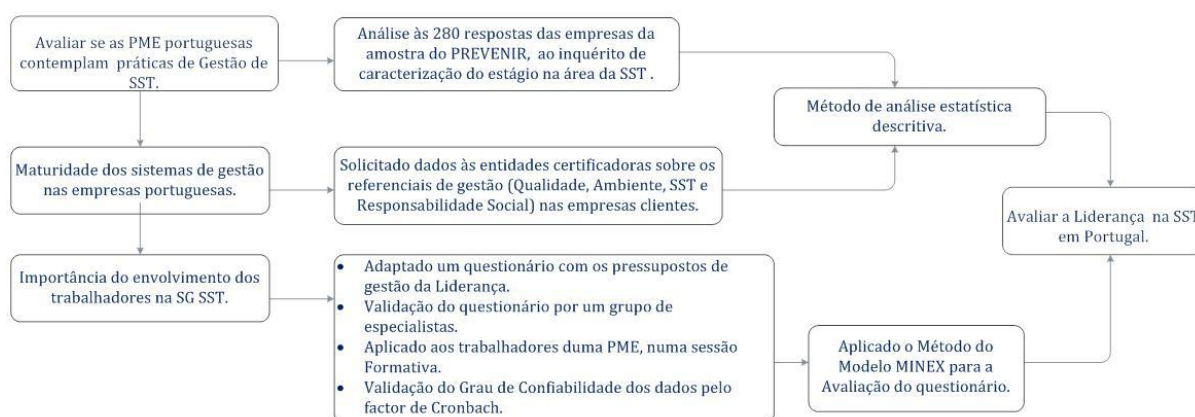 Avaliar se as PME portuguesas
contemplam práticas de Gestão de
SST.
Análise às 280 respostas das empresas da
amostra do PREVENIR, ao inquérito de
caracterização do estágio na área da SST .
Método de análise estatística
descritiva.
Maturidade dos sistemas de gestão
nas empresas portuguesas.
Solicitado dados às entidades certificadoras sobre os
referenciais de gestão (Qualidade, Ambiente, SST e
Responsabilidade Social) nas empresas clientes.
Avaliar a Liderança na SST
em Portugal.
Importância do envolvimento dos
trabalhadores na SG SST.
• Adaptado um questionário com os pressupostos de
gestão da Liderança.
• Validação do questionário por um grupo de
especialistas.
• Aplicado aos trabalhadores duma PME, numa sessão
Formativa.
• Validação do Grau de Confiabilidade dos dados pelo
factor de Cronbach.
Aplicado o Método do
Modelo MINEX para a
Avaliação do questionário.